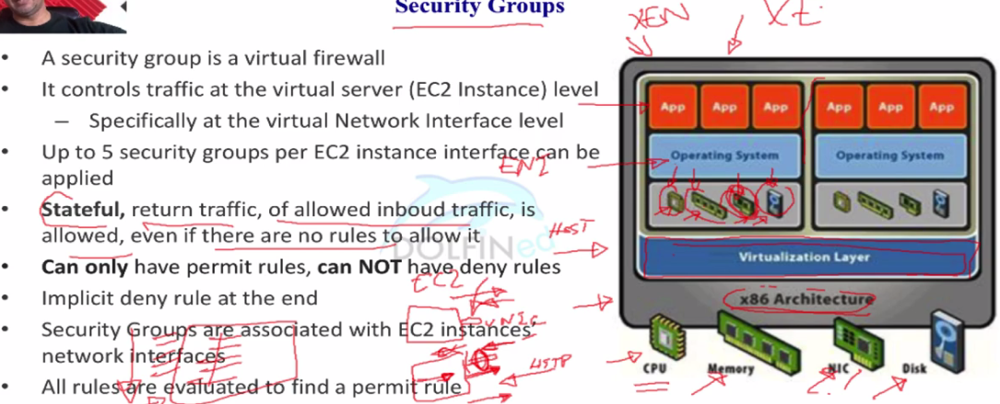 Security Groups
XEN
• A security group is a virtual firewall
• It controls traffic at the virtual server (EC2 Instance) level
– Specifically at the virtual Network Interface level
• Up to 5 security groups per EC2 instance interface can be
applied
ENI
• Stateful, return traffic, of allowed inboud traffic, is
allowed, even if there are no rules to allow it
HOST
DOLFINed
• Can only have permit rules, can NOT have deny rules
EC2
• Implicit deny rule at the end
• Security Groups are associated with EC2 instances'
network interfaces
VNIC
• All rules are evaluated to find a permit rule
HTTP
App App App App App App
Operating System Operating System
Virtualization Layer
x86 Architecture
CPU Memory NIC Disk